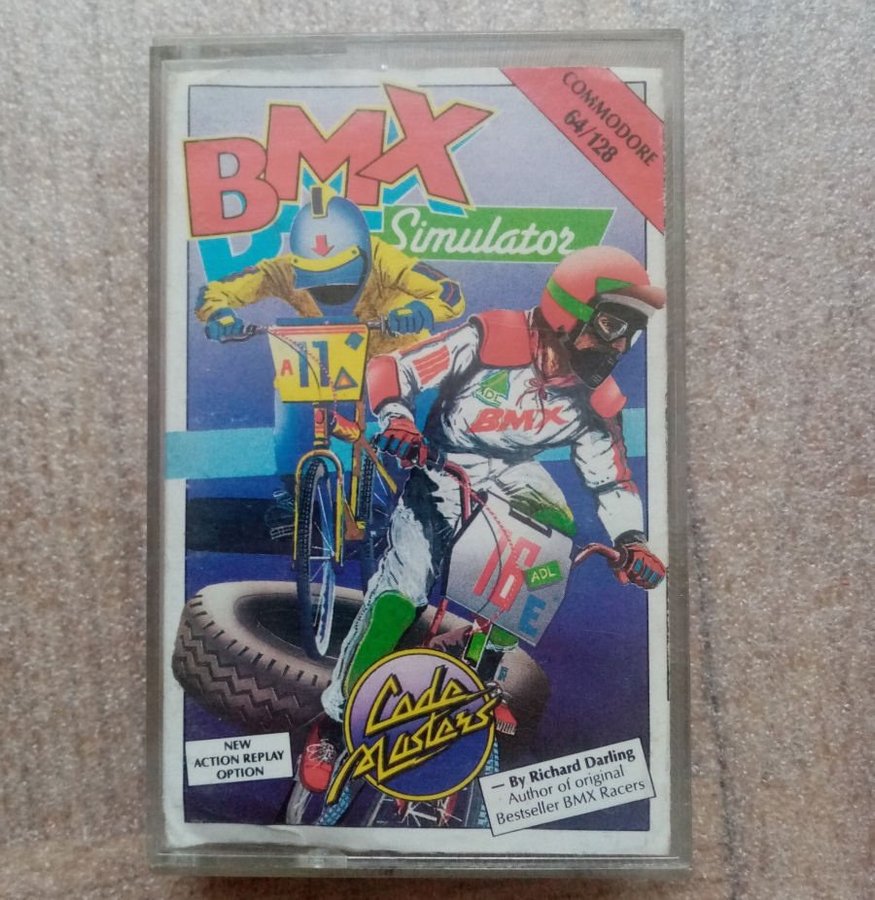 COMMODORE
64/128
BMX
Simulator
A 11
ADL
BMX
16
ADL
E
Code
Masters
NEW
ACTION REPLAY
OPTION
— By Richard Darling
Author of original
Bestseller BMX Racers